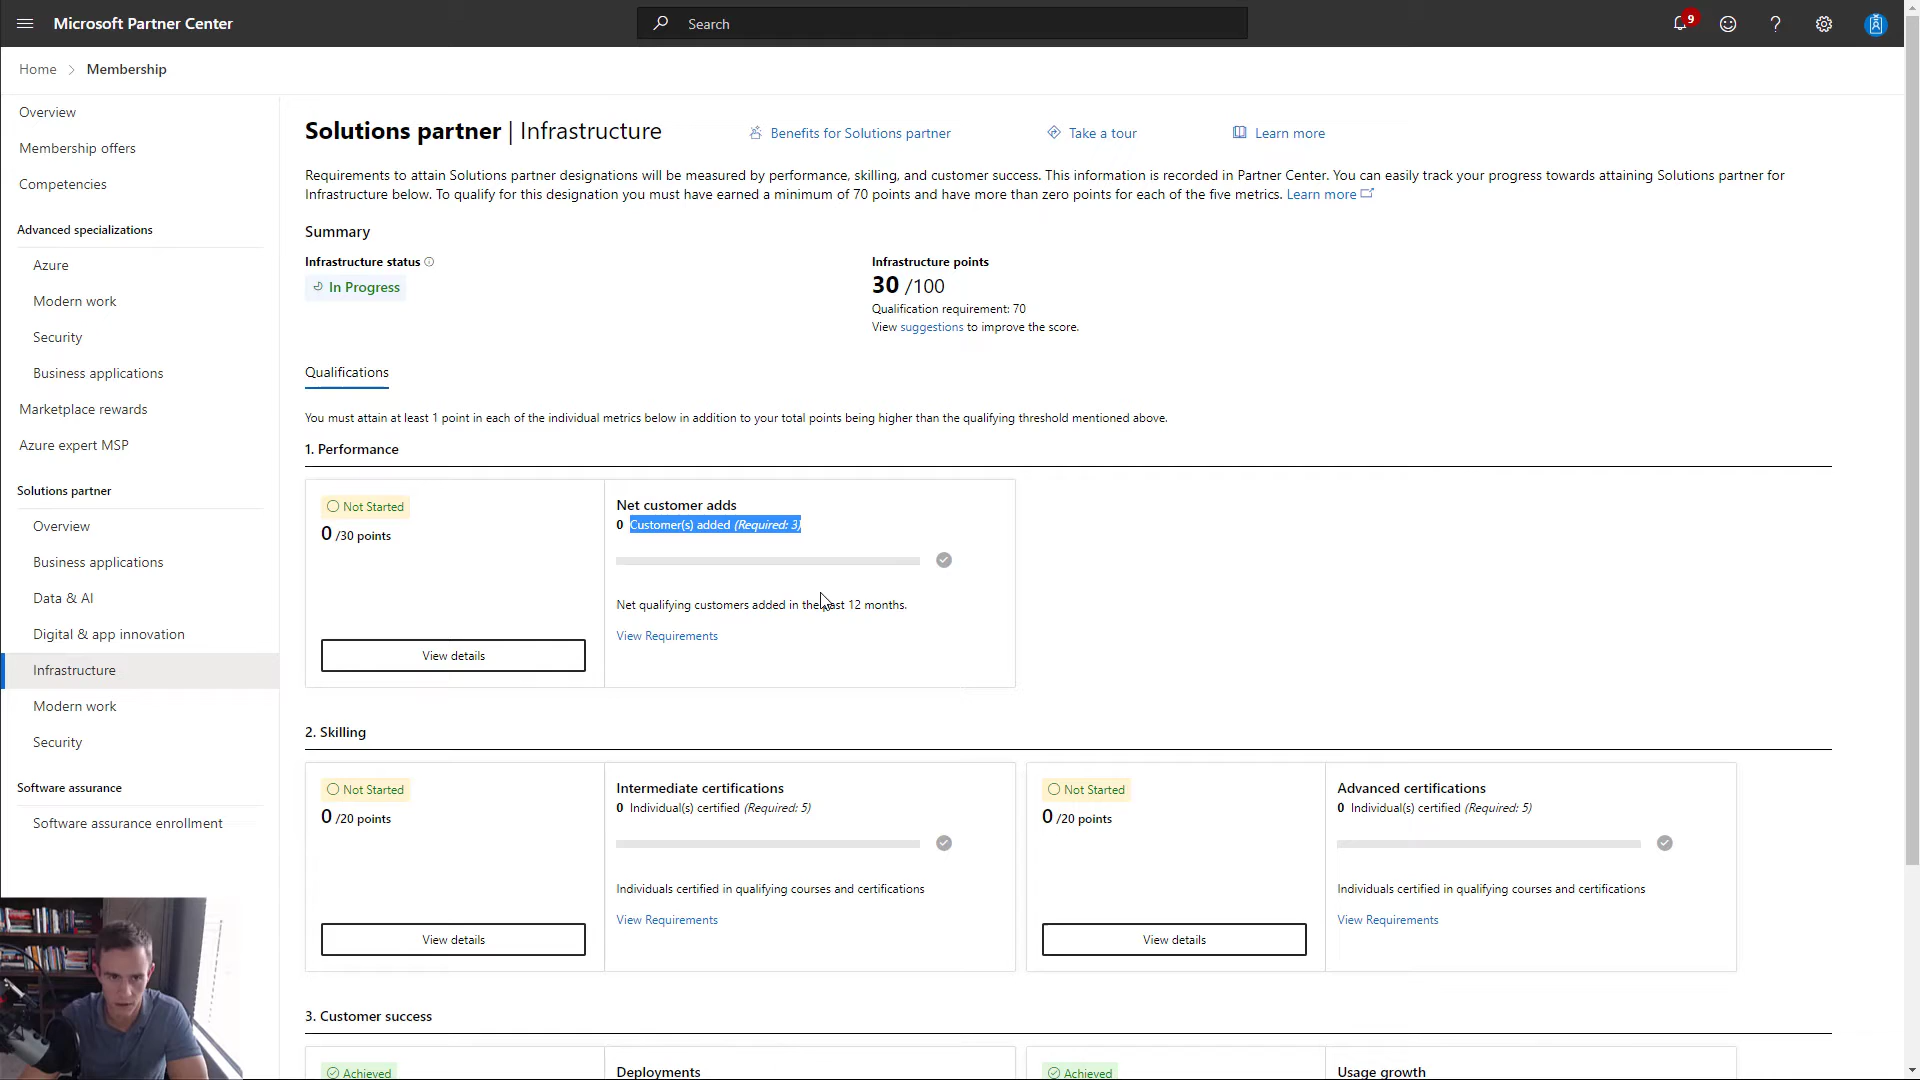 Microsoft Partner Center
Search
9
Home > Membership
Overview
Membership offers
Competencies
Advanced specializations
Azure
Modern work
Security
Business applications
Marketplace rewards
Azure expert MSP
Solutions partner
Overview
Business applications
Data & AI
Digital & app innovation
Infrastructure
Modern work
Security
Software assurance
Software assurance enrollment
Solutions partner | Infrastructure
Benefits for Solutions partner
Take a tour
Learn more
Requirements to attain Solutions partner designations will be measured by performance, skilling, and customer success. This information is recorded in Partner Center. You can easily track your progress towards attaining Solutions partner for
Infrastructure below. To qualify for this designation you must have earned a minimum of 70 points and have more than zero points for each of the five metrics. Learn more
Summary
Infrastructure status
In Progress
Infrastructure points
30 /100
Qualification requirement: 70
View suggestions to improve the score.
Qualifications
You must attain at least 1 point in each of the individual metrics below in addition to your total points being higher than the qualifying threshold mentioned above.
1. Performance
Not Started
0 /30 points
View details
Net customer adds
0 Customer(s) added (Required: 3)
Net qualifying customers added in the last 12 months.
View Requirements
2. Skilling
Not Started
0 /20 points
View details
Intermediate certifications
0 Individual(s) certified (Required: 5)
Individuals certified in qualifying courses and certifications
View Requirements
Not Started
0 /20 points
View details
Advanced certifications
0 Individual(s) certified (Required: 5)
Individuals certified in qualifying courses and certifications
View Requirements
3. Customer success
Achieved
Deployments
Achieved
Usage growth